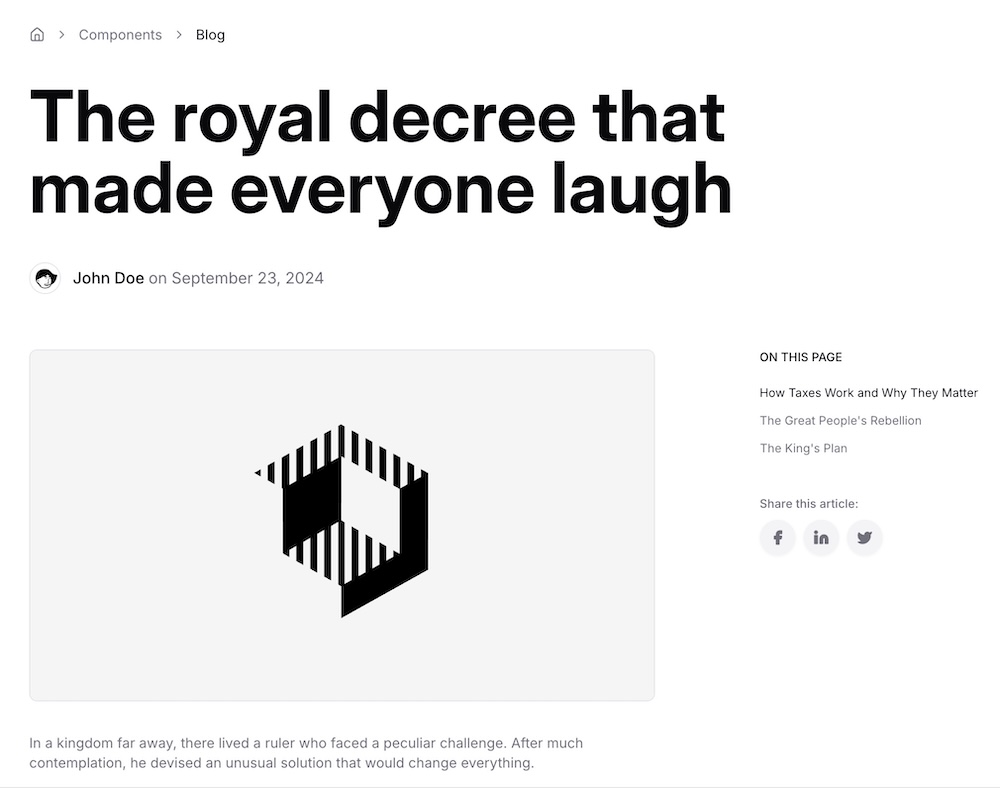 Components
Blog
The royal decree that
made everyone laugh
John Doe on September 23, 2024
ON THIS PAGE
How Taxes Work and Why They Matter
The Great People's Rebellion
The King's Plan
Share this article:
In a kingdom far away, there lived a ruler who faced a peculiar challenge. After much
contemplation, he devised an unusual solution that would change everything.